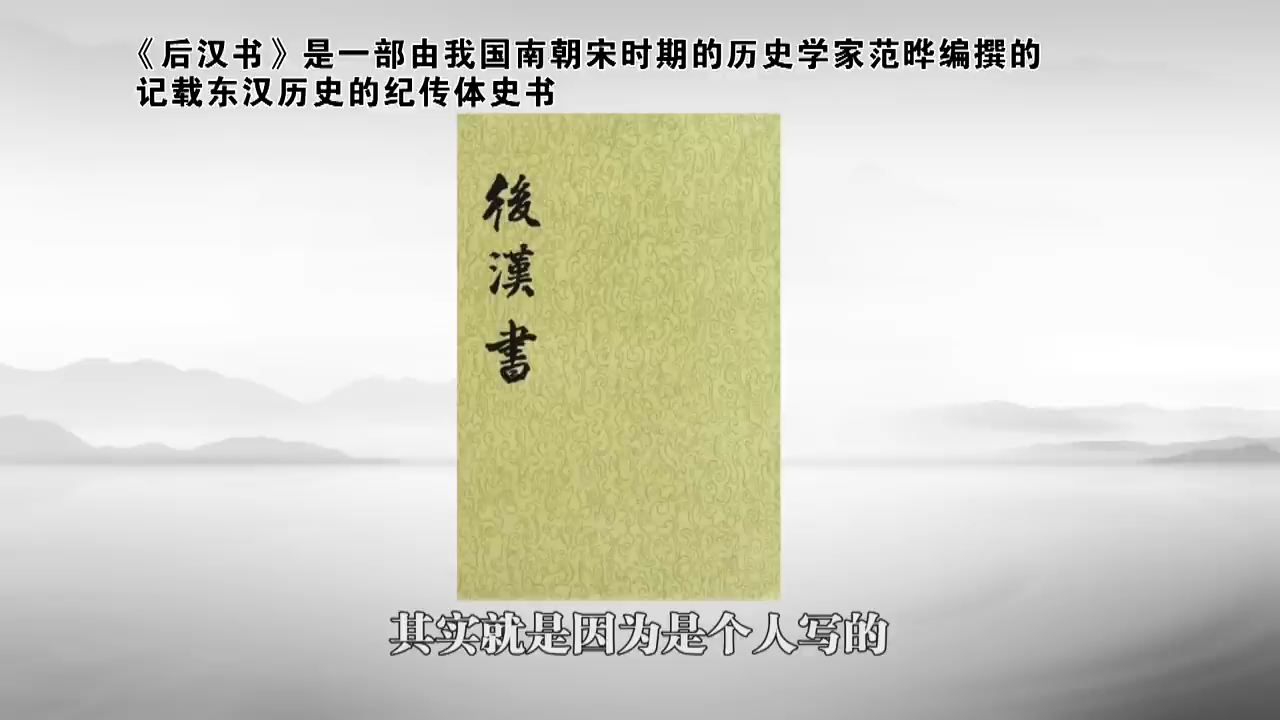 《后汉书》是一部由我国南朝宋时期的历史学家范晔编撰的
记载东汉历史的纪传体史书
後漢書
其实就是因为是个人写的